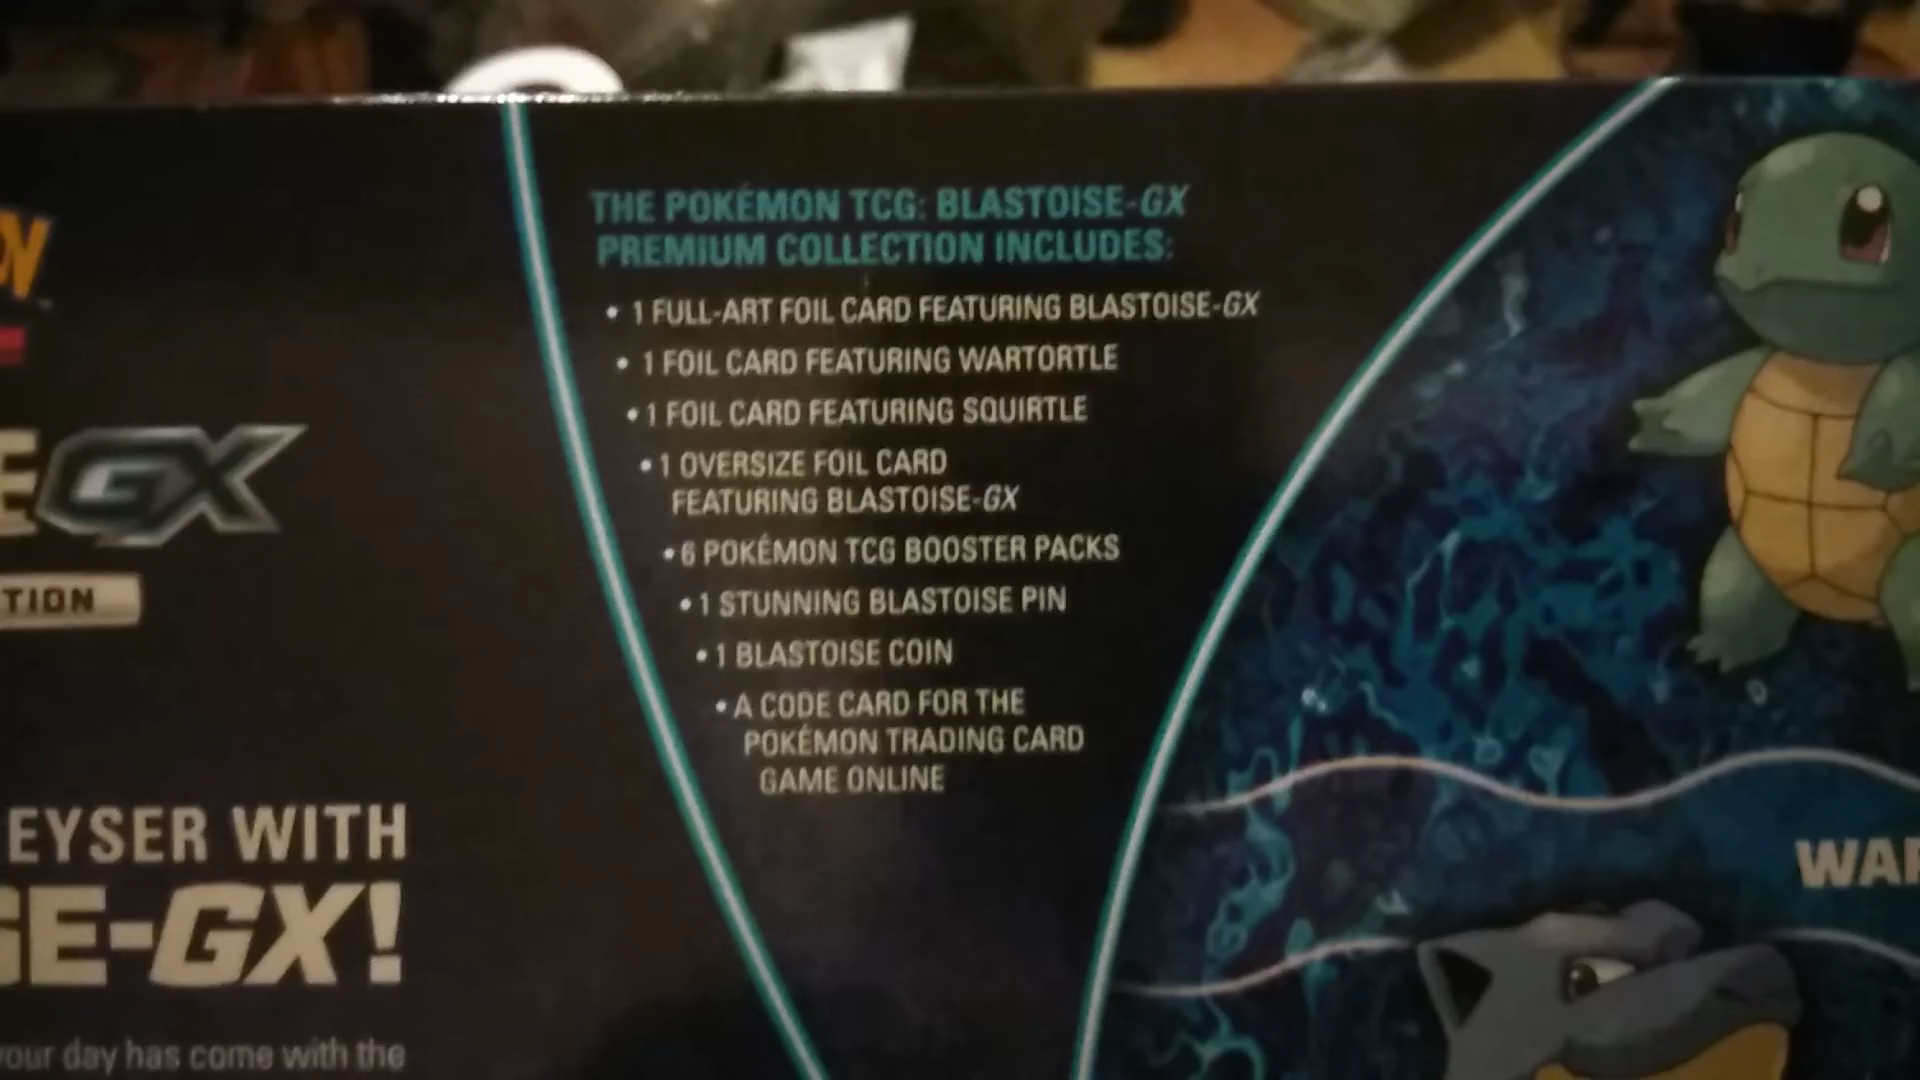 GX
TION
EYSER WITH
GE-GX!
your day has come with the
THE POKÉMON TCG: BLASTOISE-GX
PREMIUM COLLECTION INCLUDES:
• 1 FULL-ART FOIL CARD FEATURING BLASTOISE-GX
• 1 FOIL CARD FEATURING WARTORTLE
• 1 FOIL CARD FEATURING SQUIRTLE
• 1 OVERSIZE FOIL CARD
FEATURING BLASTOISE-GX
• 6 POKÉMON TCG BOOSTER PACKS
• 1 STUNNING BLASTOISE PIN
• 1 BLASTOISE COIN
• A CODE CARD FOR THE
POKÉMON TRADING CARD
GAME ONLINE
WAR